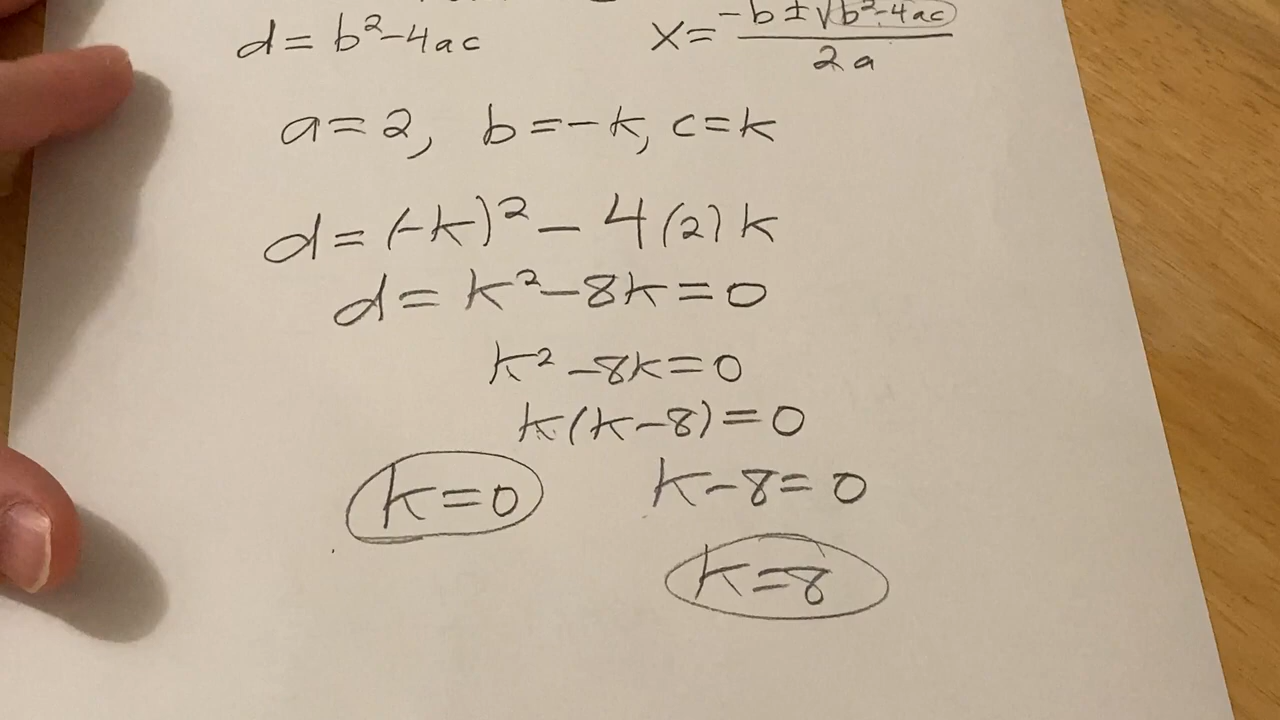 d = b²-4ac
x = -b ± √b²-4ac / 2a
a = 2, b = -k, c = k
d = (-k)² - 4(2)k
d = k² - 8k = 0
k² - 8k = 0
k(k-8) = 0
k = 0
k - 8 = 0
k = 8